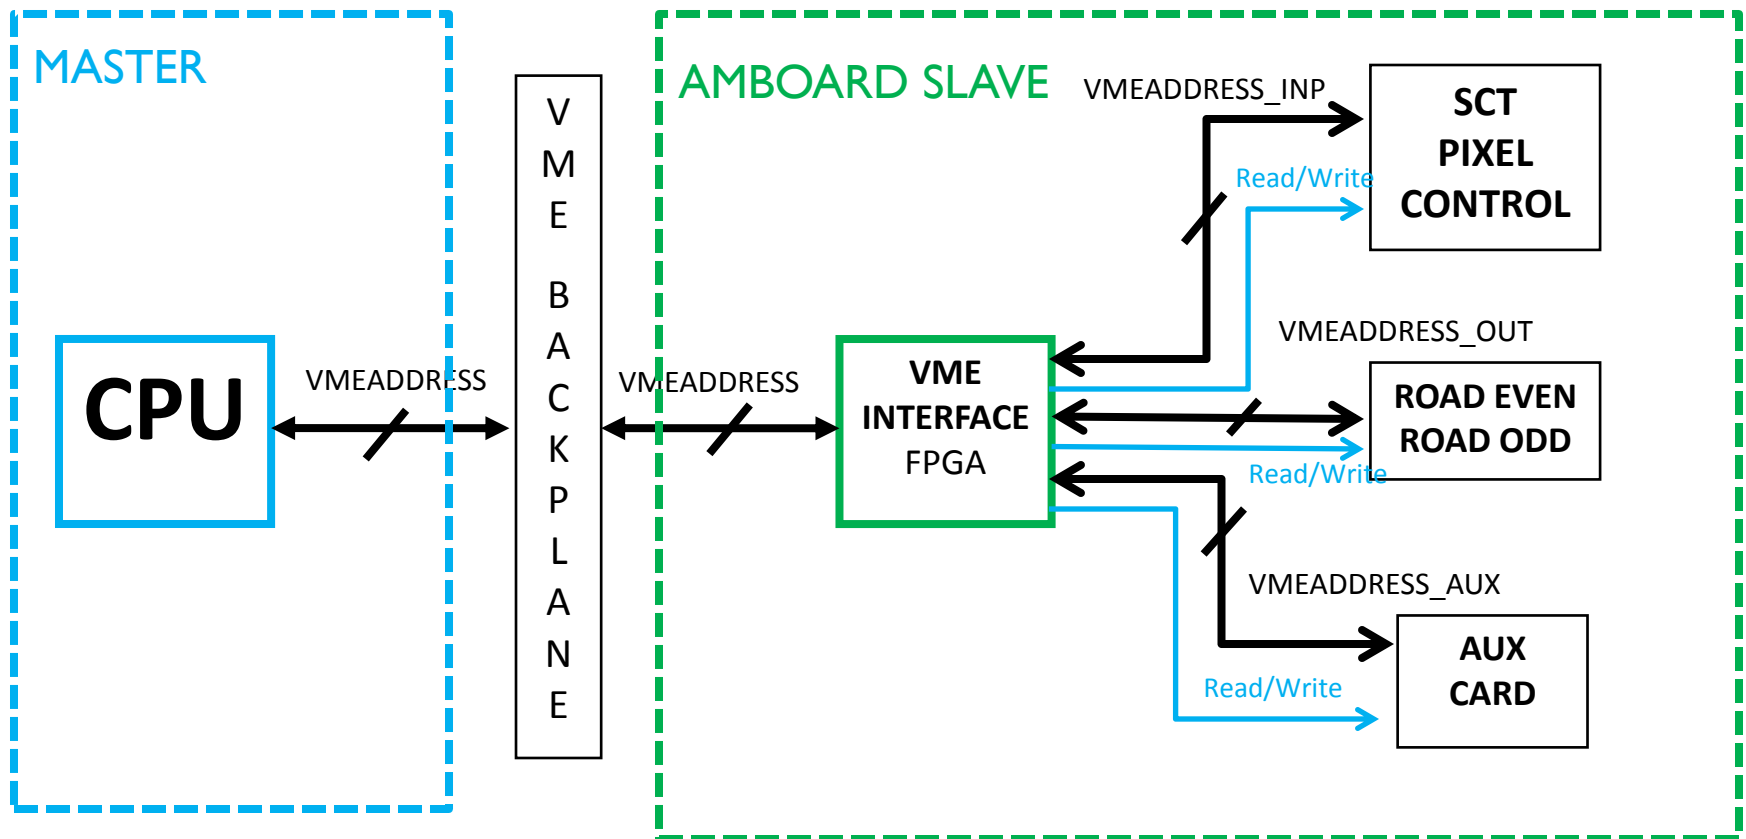 MASTER
CPU
VMEADDRESS
V
M
E
B
A
C
K
P
L
A
N
E
VMEADDRESS
AMBOARD SLAVE
VME
INTERFACE
FPGA
VMEADDRESS_INP
Read/Write
SCT
PIXEL
CONTROL
VMEADDRESS_OUT
ROAD EVEN
ROAD ODD
Read/Write
VMEADDRESS_AUX
AUX
CARD
Read/Write